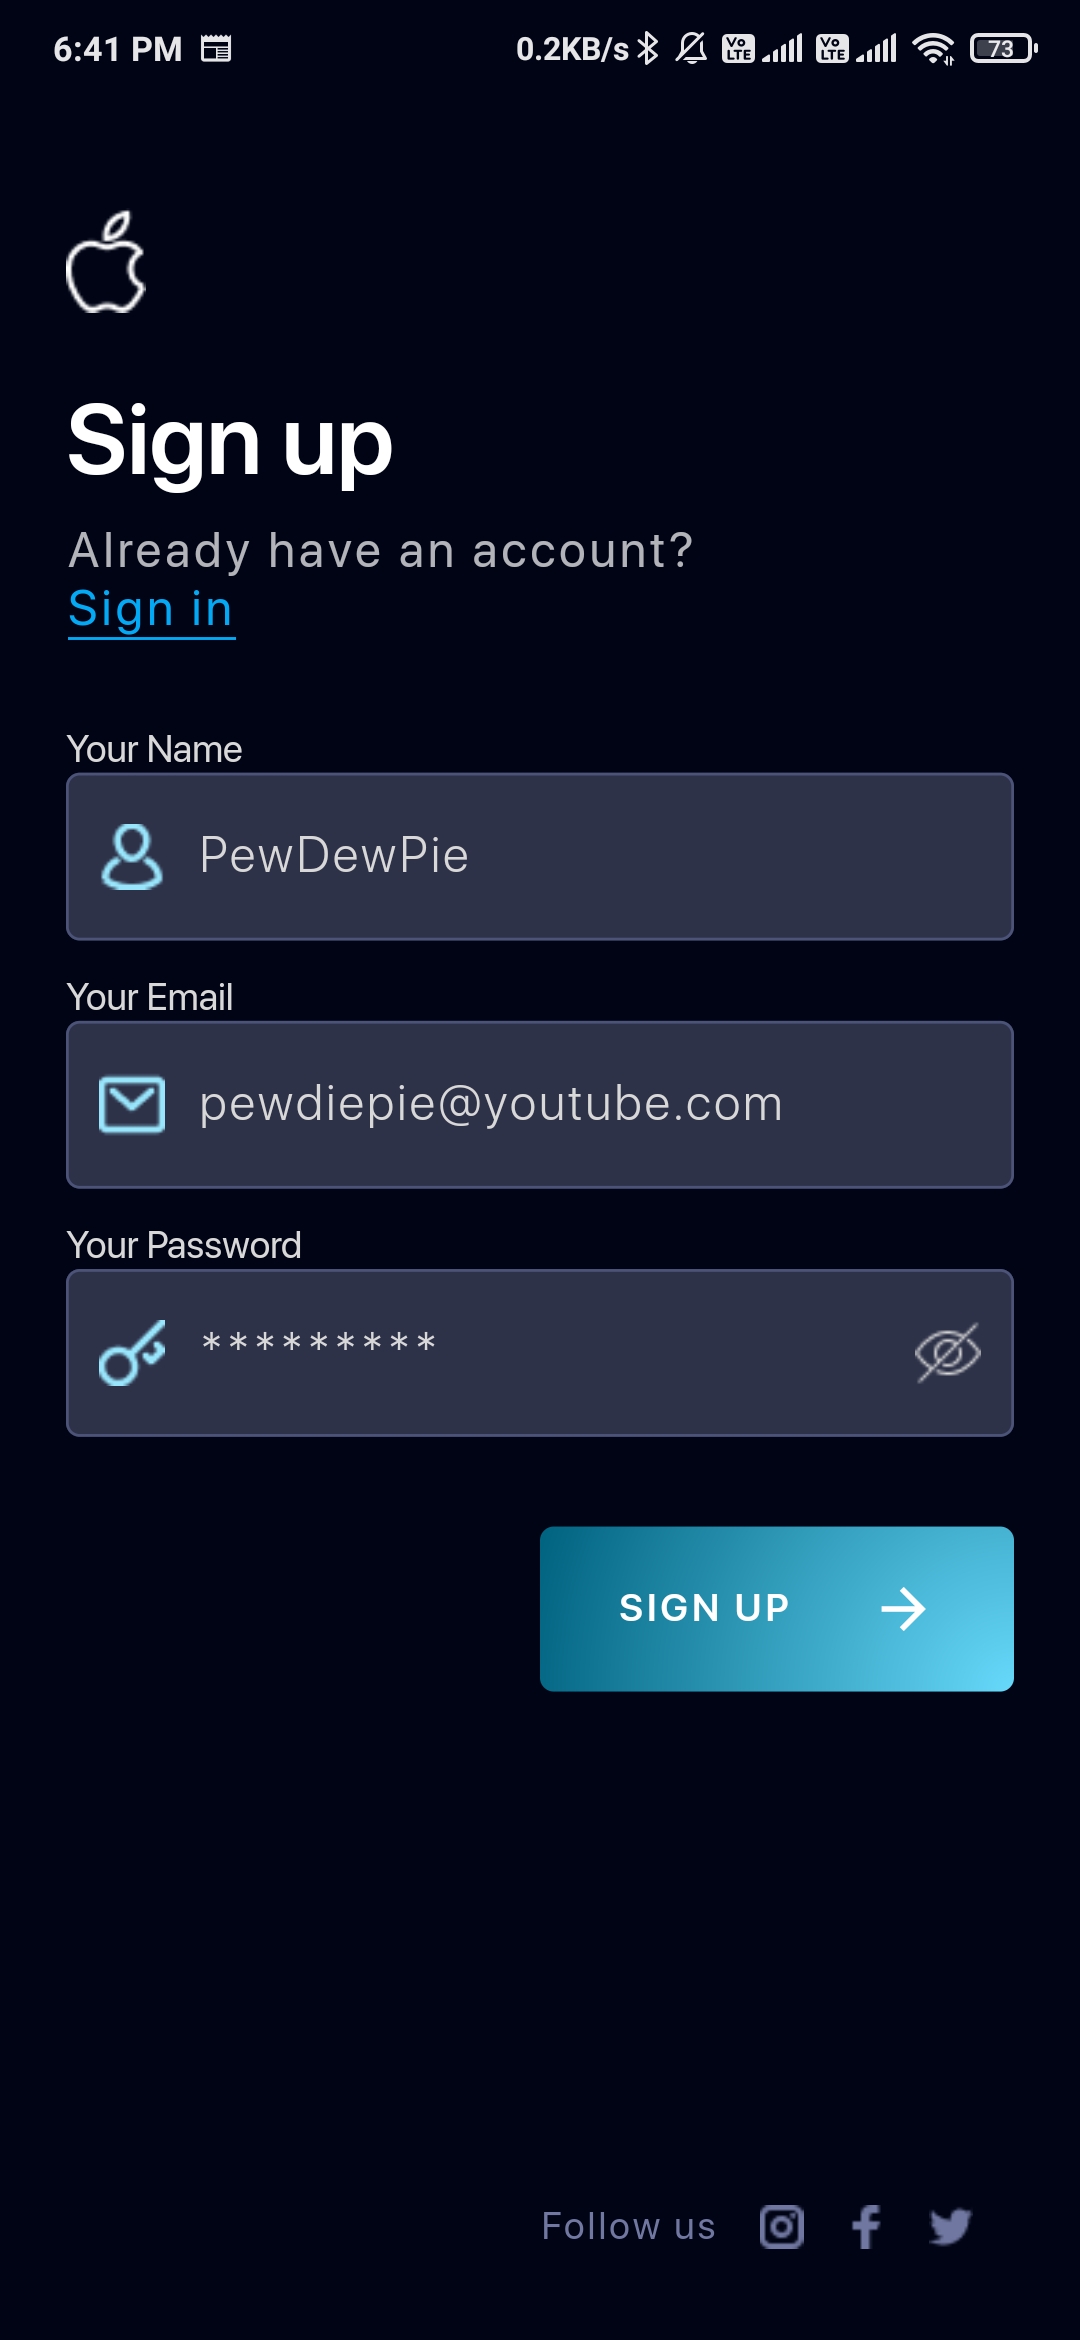 6:41 PM 0.2KB/s Vo LTE Vo LTE 73
Sign up
Already have an account?
Sign in
Your Name
PewDewPie
Your Email
pewdiepie@youtube.com
Your Password
*********
SIGN UP
Follow us